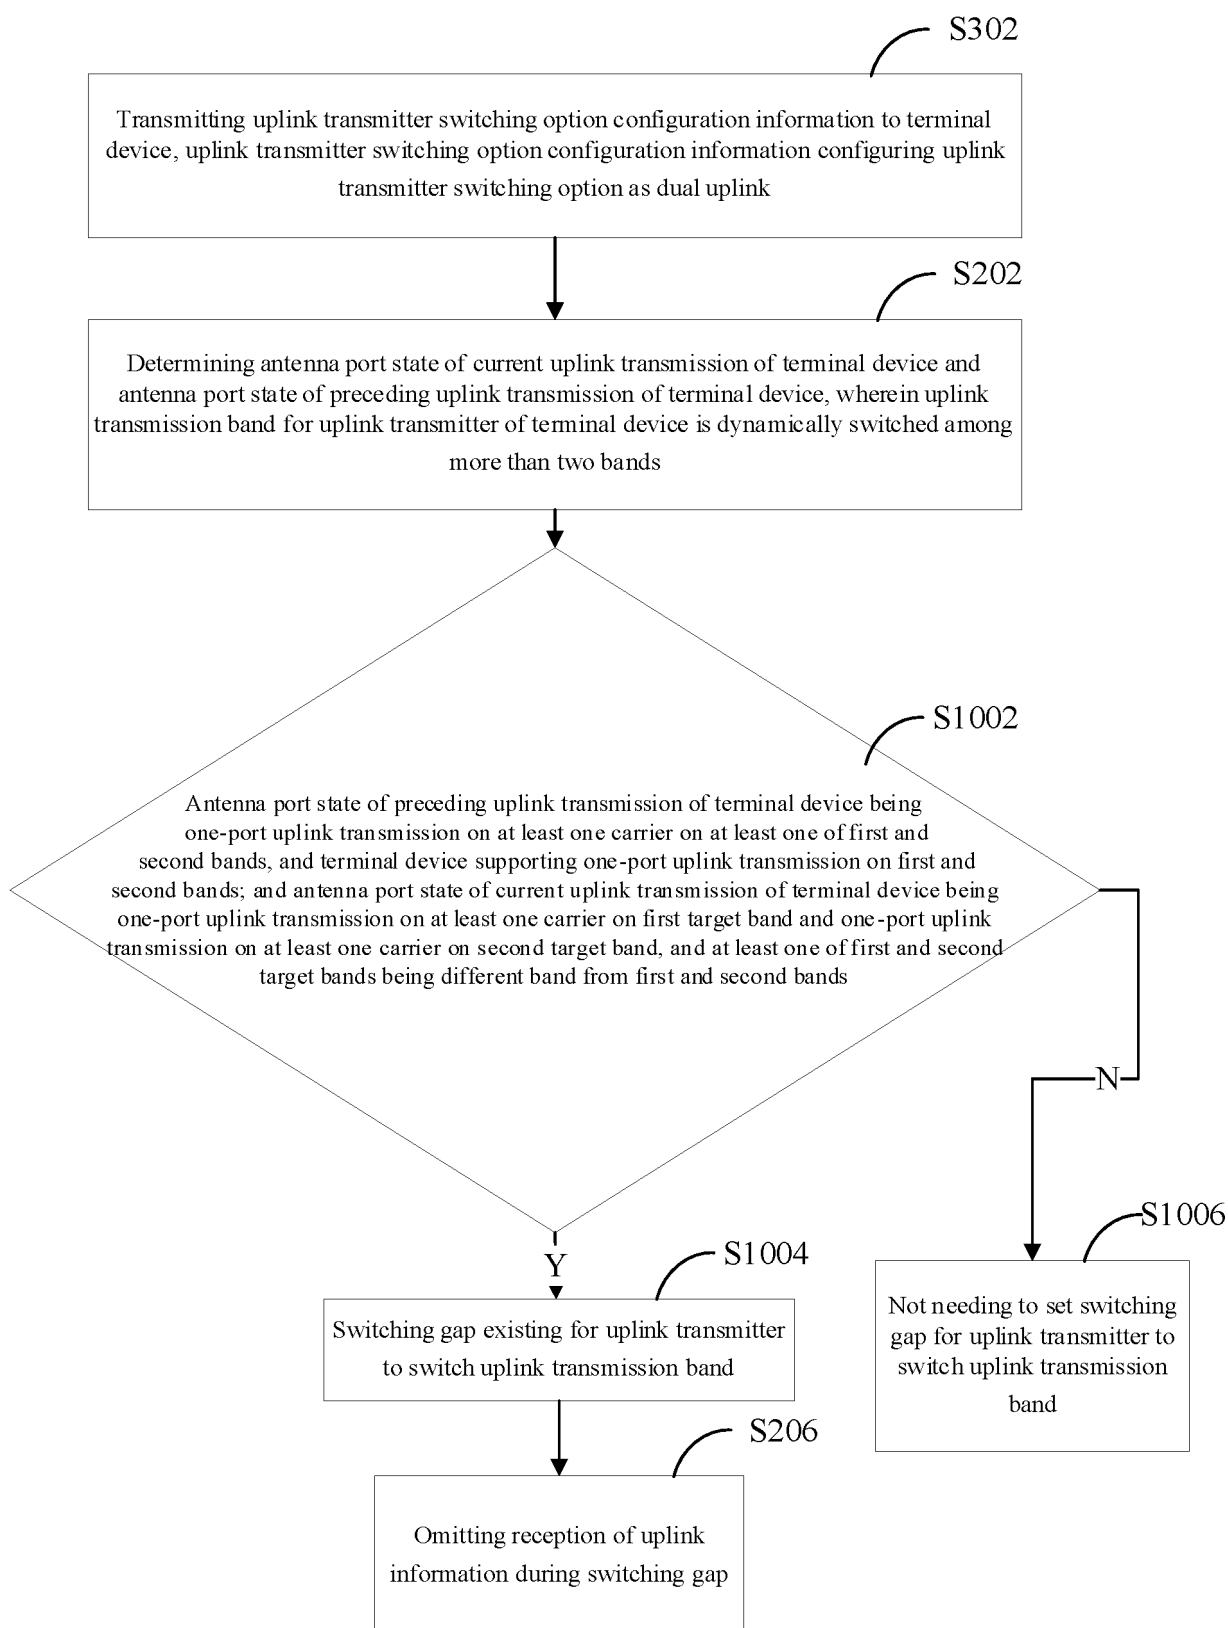 S302
Transmitting uplink transmitter switching option configuration information to terminal
device, uplink transmitter switching option configuration information configuring uplink
transmitter switching option as dual uplink
S202
Determining antenna port state of current uplink transmission of terminal device and
antenna port state of preceding uplink transmission of terminal device, wherein uplink
transmission band for uplink transmitter of terminal device is dynamically switched among
more than two bands
S1002
Antenna port state of preceding uplink transmission of terminal device being
one-port uplink transmission on at least one carrier on at least one of first and
second bands, and terminal device supporting one-port uplink transmission on first and
second bands; and antenna port state of current uplink transmission of terminal device being
one-port uplink transmission on at least one carrier on first target band and one-port uplink
transmission on at least one carrier on second target band, and at least one of first and second
target bands being different band from first and second bands
N
Y
S1004
Switching gap existing for uplink transmitter
to switch uplink transmission band
S1006
Not needing to set switching
gap for uplink transmitter to
switch uplink transmission
band
S206
Omitting reception of uplink
information during switching gap